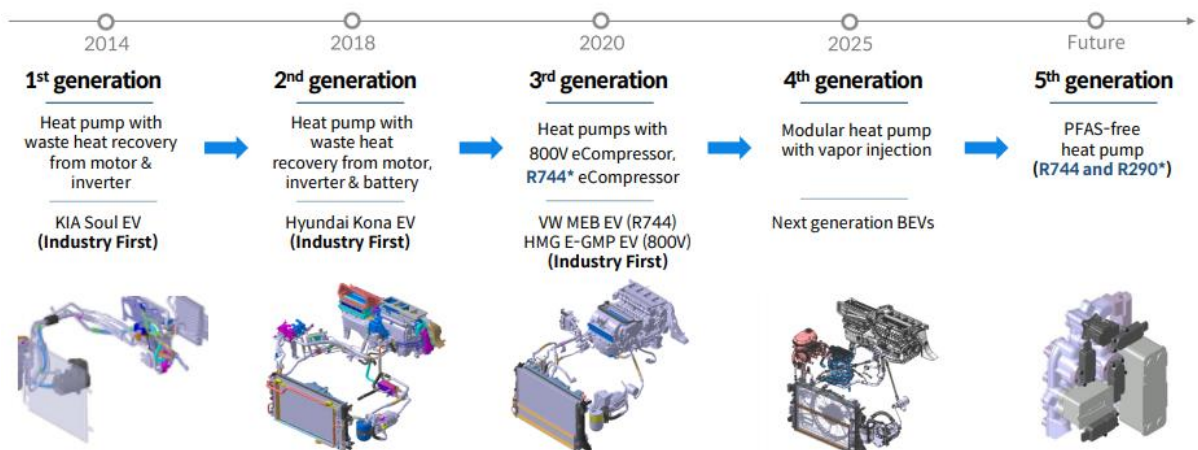 2014
2018
2020
2025
Future
1st generation
Heat pump with
waste heat recovery
from motor &
inverter
KIA Soul EV
(Industry First)
2nd generation
Heat pump with
waste heat
recovery from motor,
inverter & battery
Hyundai Kona EV
(Industry First)
3rd generation
Heat pumps with
800V eCompressor,
R744* eCompressor
VW MEB EV (R744)
HMG E-GMP EV (800V)
(Industry First)
4th generation
Modular heat pump
with vapor injection
Next generation BEVs
5th generation
PFAS-free
heat pump
(R744 and R290*)